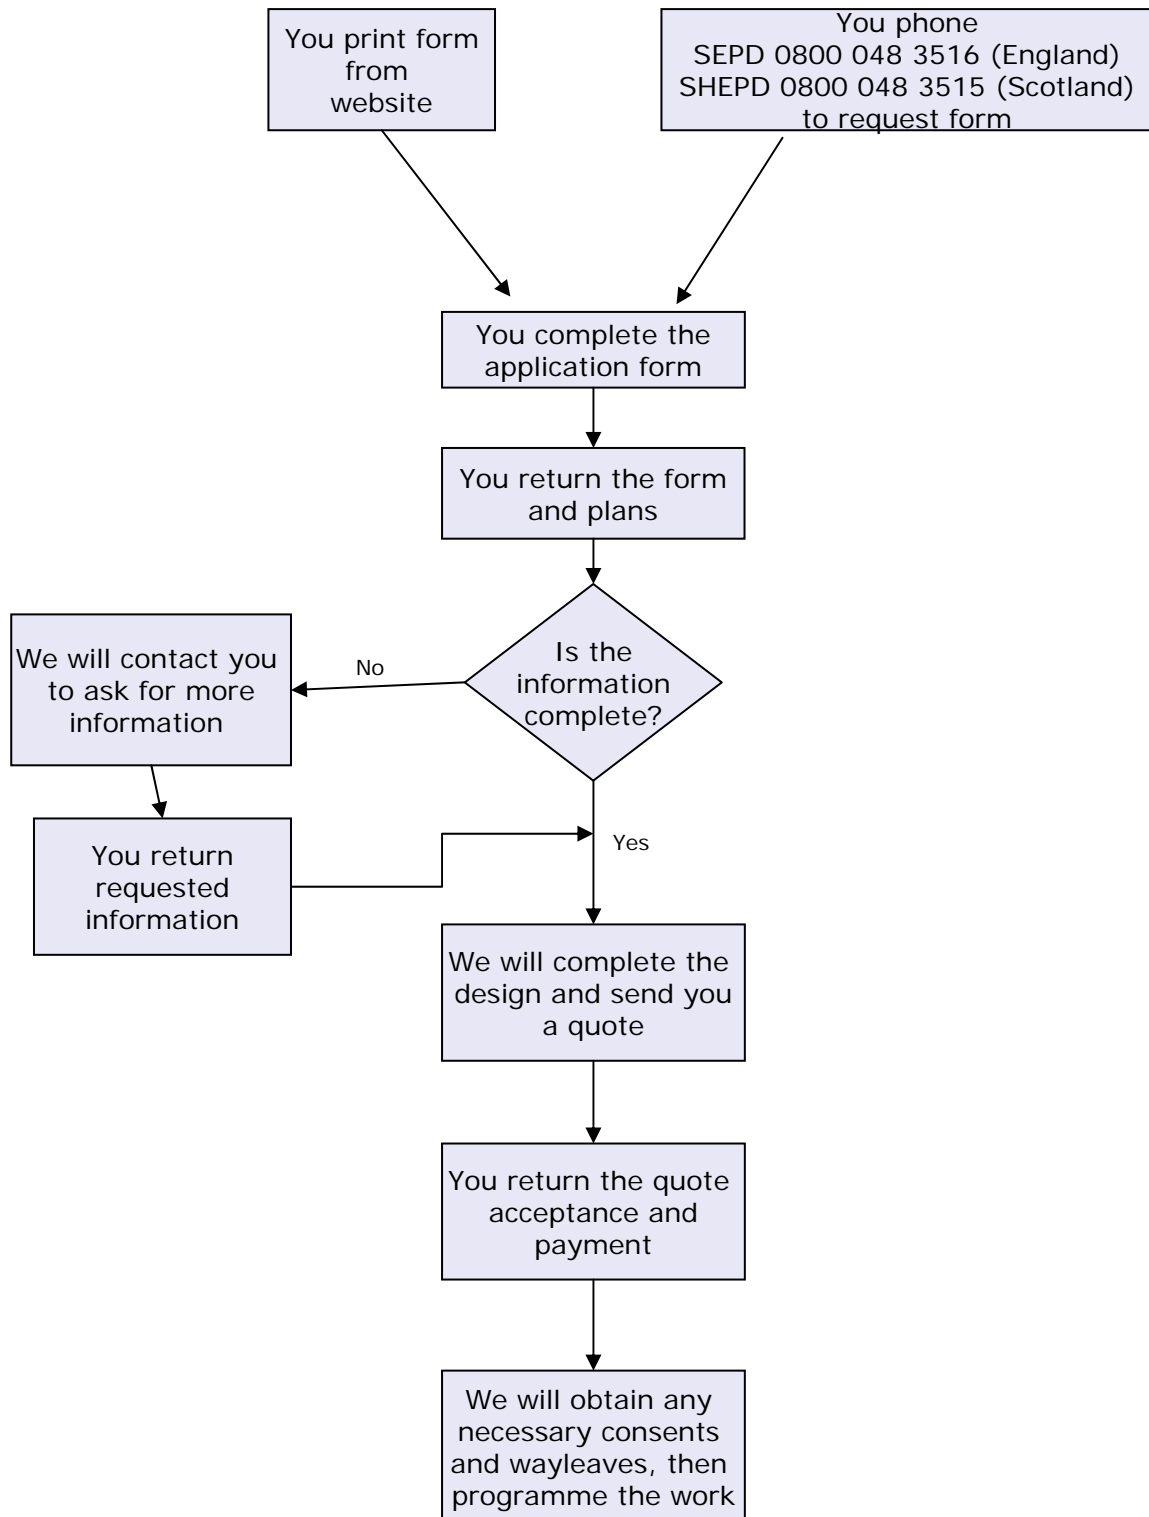 You print form
from
website
You phone
SEPD 0800 048 3516 (England)
SHEPD 0800 048 3515 (Scotland)
to request form
You complete the
application form
You return the form
and plans
Is the
information
complete?
No
We will contact you
to ask for more
information
You return
requested
information
Yes
We will complete the
design and send you
a quote
You return the quote
acceptance and
payment
We will obtain any
necessary consents
and wayleaves, then
programme the work